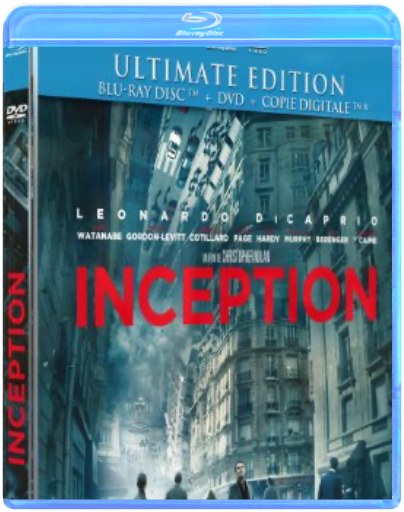 Blu-ray Disc
ULTIMATE EDITION
BLU-RAY DISC™ + DVD + COPIE DIGITALE
LEONARDO DiCAPRIO
WATANABE GORDON-LEVITT COTILLARD PAGE HARDY MURPHY BERENGER CAINE
UN FILM DE CHRISTOPHER NOLAN
INCEPTION
DVD
VIDEO
INCEPTION